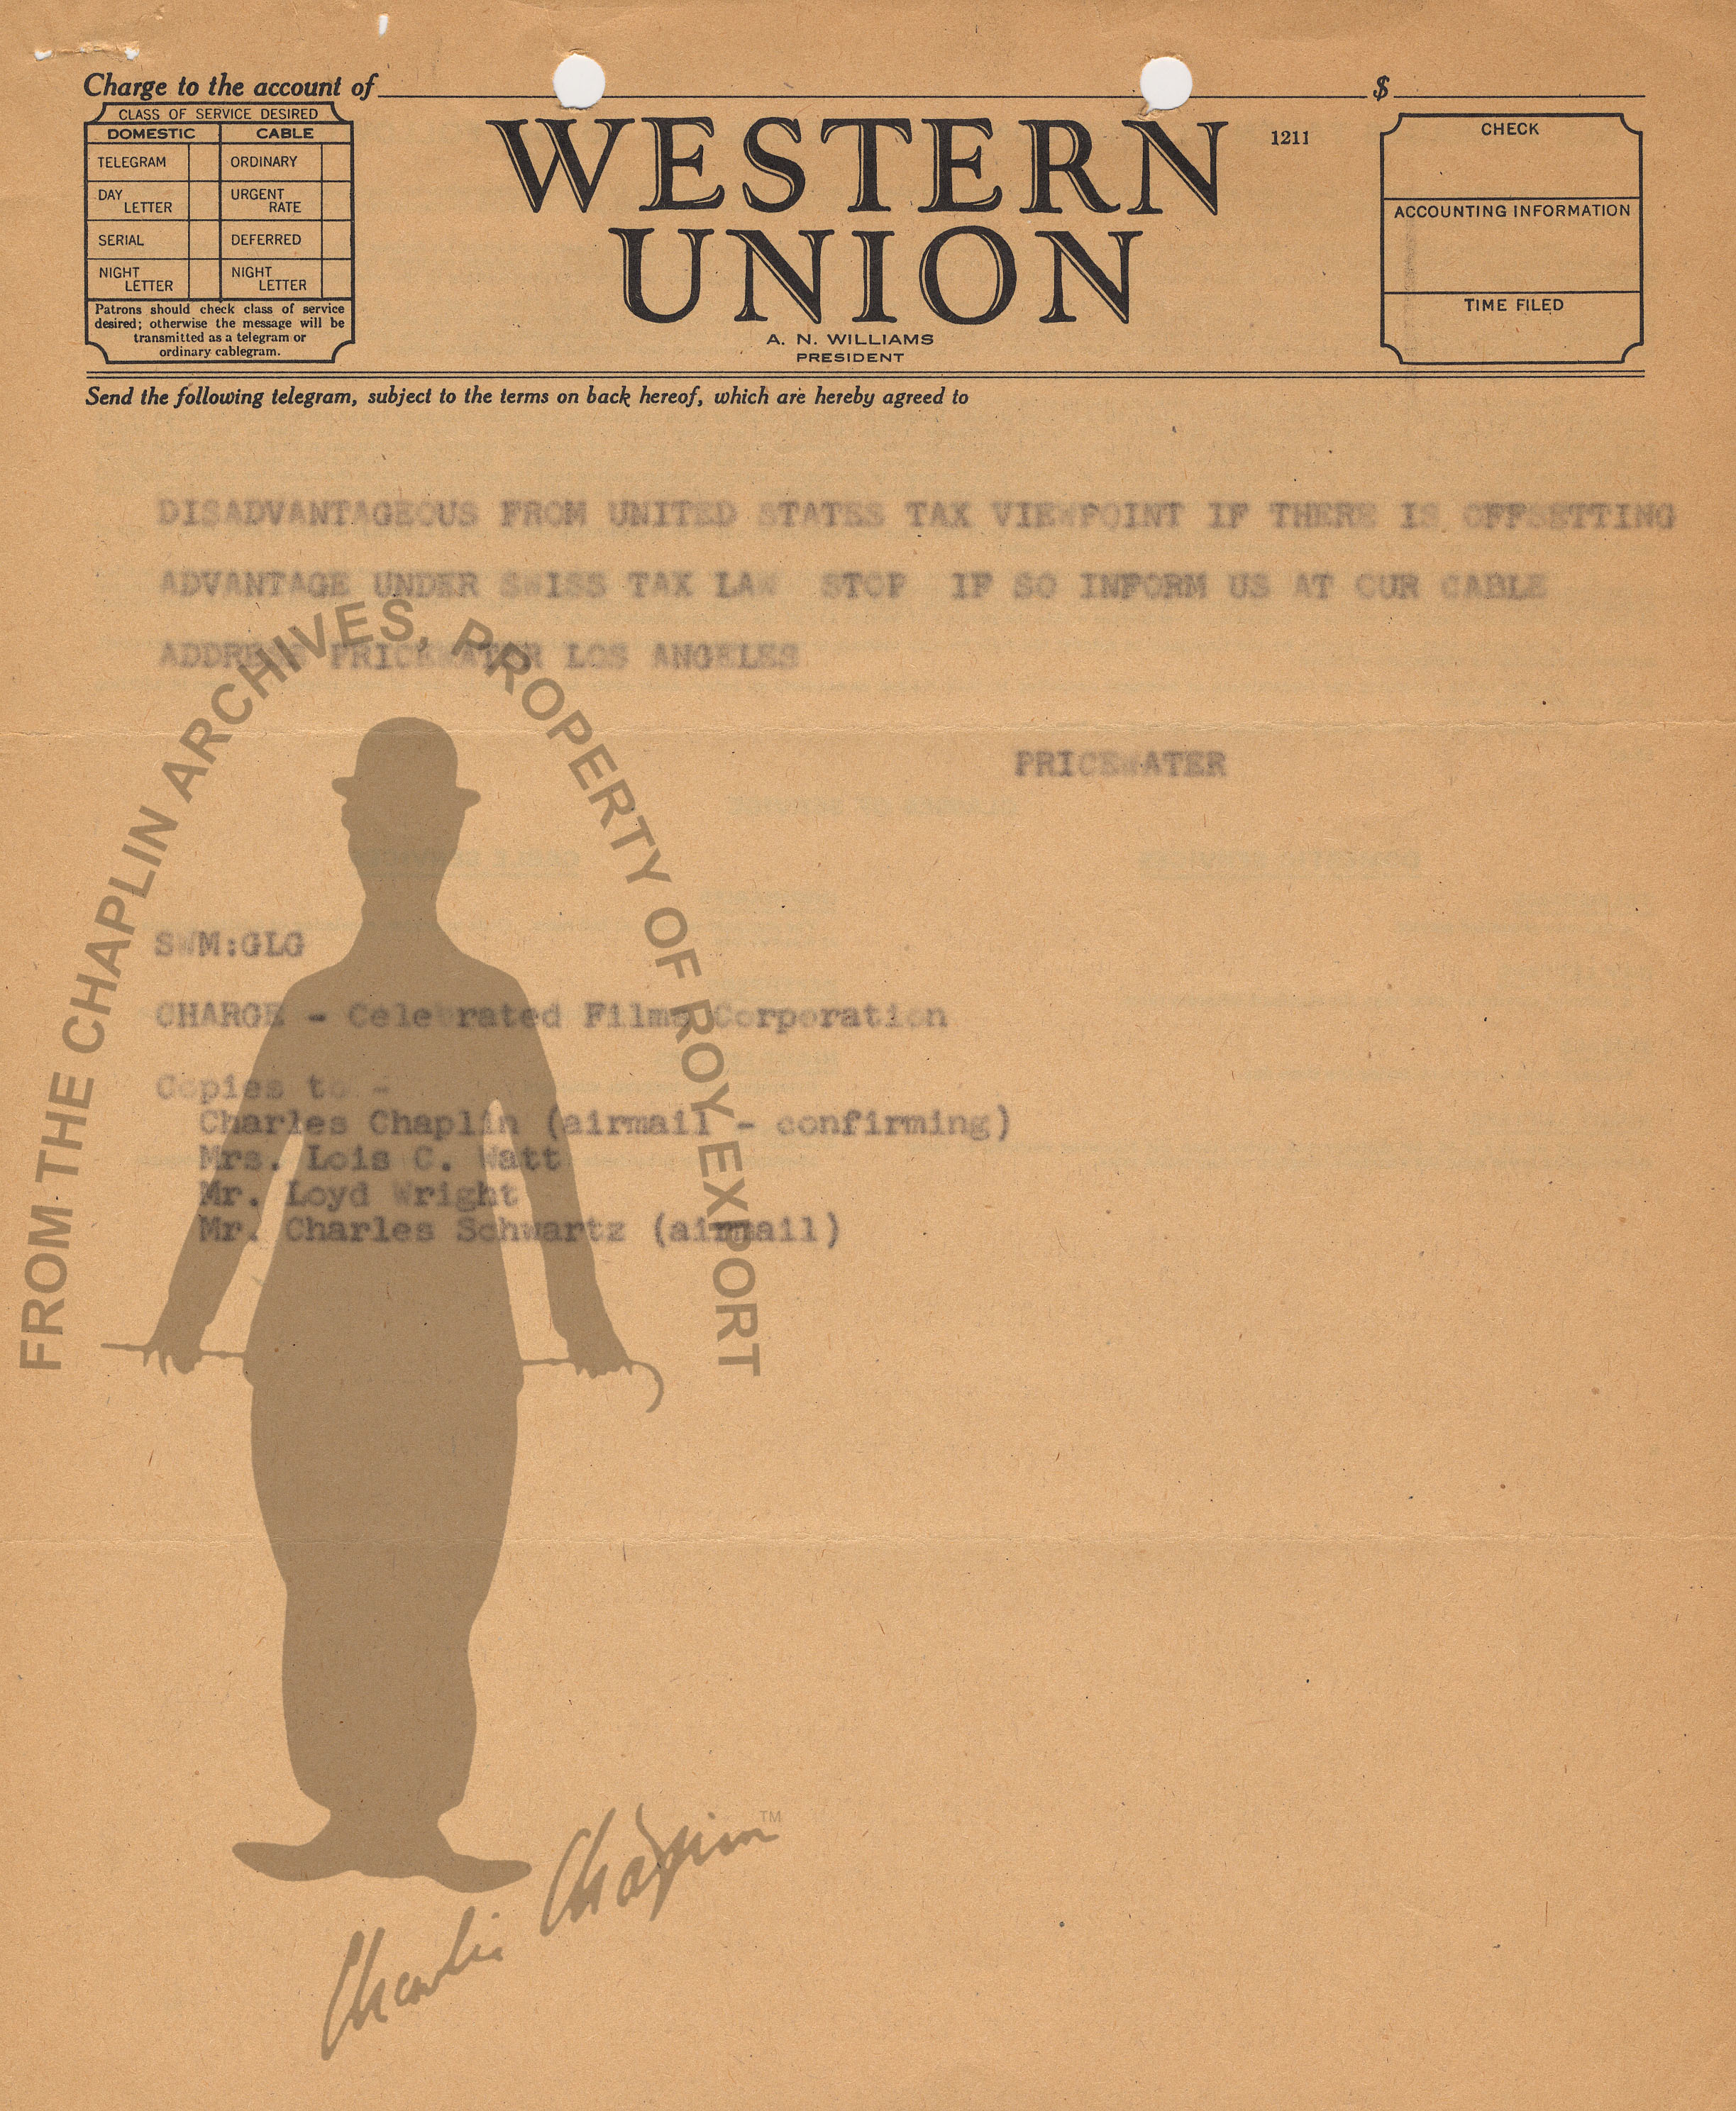 Charge to the account of $
CLASS OF SERVICE DESIRED
DOMESTIC CABLE
TELEGRAM ORDINARY
DAY LETTER URGENT RATE
SERIAL DEFERRED
NIGHT LETTER NIGHT LETTER
Patrons should check class of service
desired; otherwise the message will be
transmitted as a telegram or
ordinary cablegram.
WESTERN
UNION
1211
A. N. WILLIAMS
PRESIDENT
CHECK
ACCOUNTING INFORMATION
TIME FILED
Send the following telegram, subject to the terms on back hereof, which are hereby agreed to
DISADVANTAGEOUS FROM UNITED STATES TAX VIEWPOINT IF THERE IS OFFSETTING
ADVANTAGE UNDER SWISS TAX LAW STOP IF SO INFORM US AT OUR CABLE
ADDRESS PRICEWATER LOS ANGELES
PRICEWATER
SWM:GLG
CHARGE - Celebrated Films Corporation
Copies to -
Charles Chaplin (airmail - confirming)
Mrs. Lois C. Watt
Mr. Loyd Wright
Mr. Charles Schwartz (airmail)
FROM THE CHAPLIN ARCHIVES, PROPERTY OF ROY EXPORT
Charlie Chaplin™